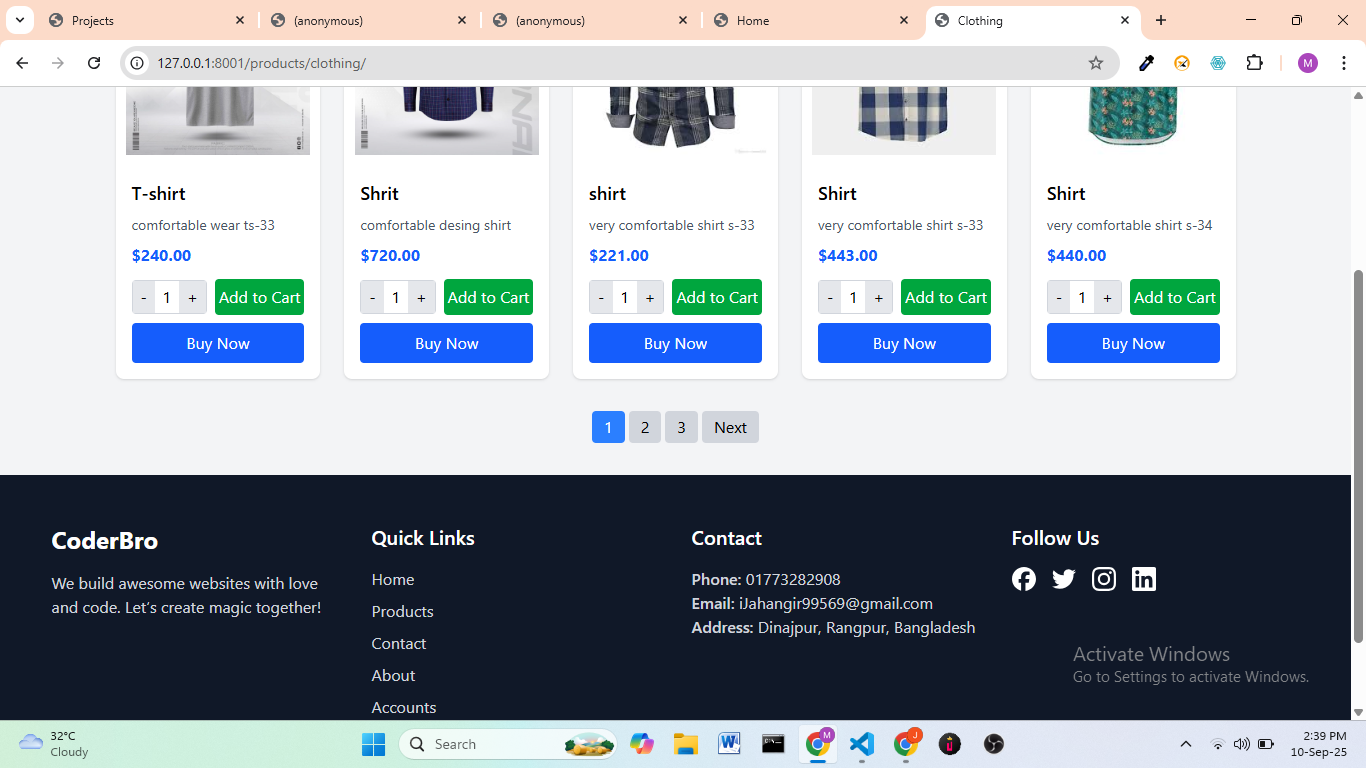 Projects
(anonymous)
(anonymous)
Home
Clothing
127.0.0.1:8001/products/clothing/
M
T-shirt
comfortable wear ts-33
$240.00
- 1 + Add to Cart
Buy Now
Shrit
comfortable desing shirt
$720.00
- 1 + Add to Cart
Buy Now
shirt
very comfortable shirt s-33
$221.00
- 1 + Add to Cart
Buy Now
Shirt
very comfortable shirt s-33
$443.00
- 1 + Add to Cart
Buy Now
Shirt
very comfortable shirt s-34
$440.00
- 1 + Add to Cart
Buy Now
1 2 3 Next
CoderBro
We build awesome websites with love
and code. Let’s create magic together!
Quick Links
Home
Products
Contact
About
Accounts
Contact
Phone: 01773282908
Email: iJahangir99569@gmail.com
Address: Dinajpur, Rangpur, Bangladesh
Follow Us
Activate Windows
Go to Settings to activate Windows.
32°C
Cloudy
Search
M
J
2:39 PM
10-Sep-25